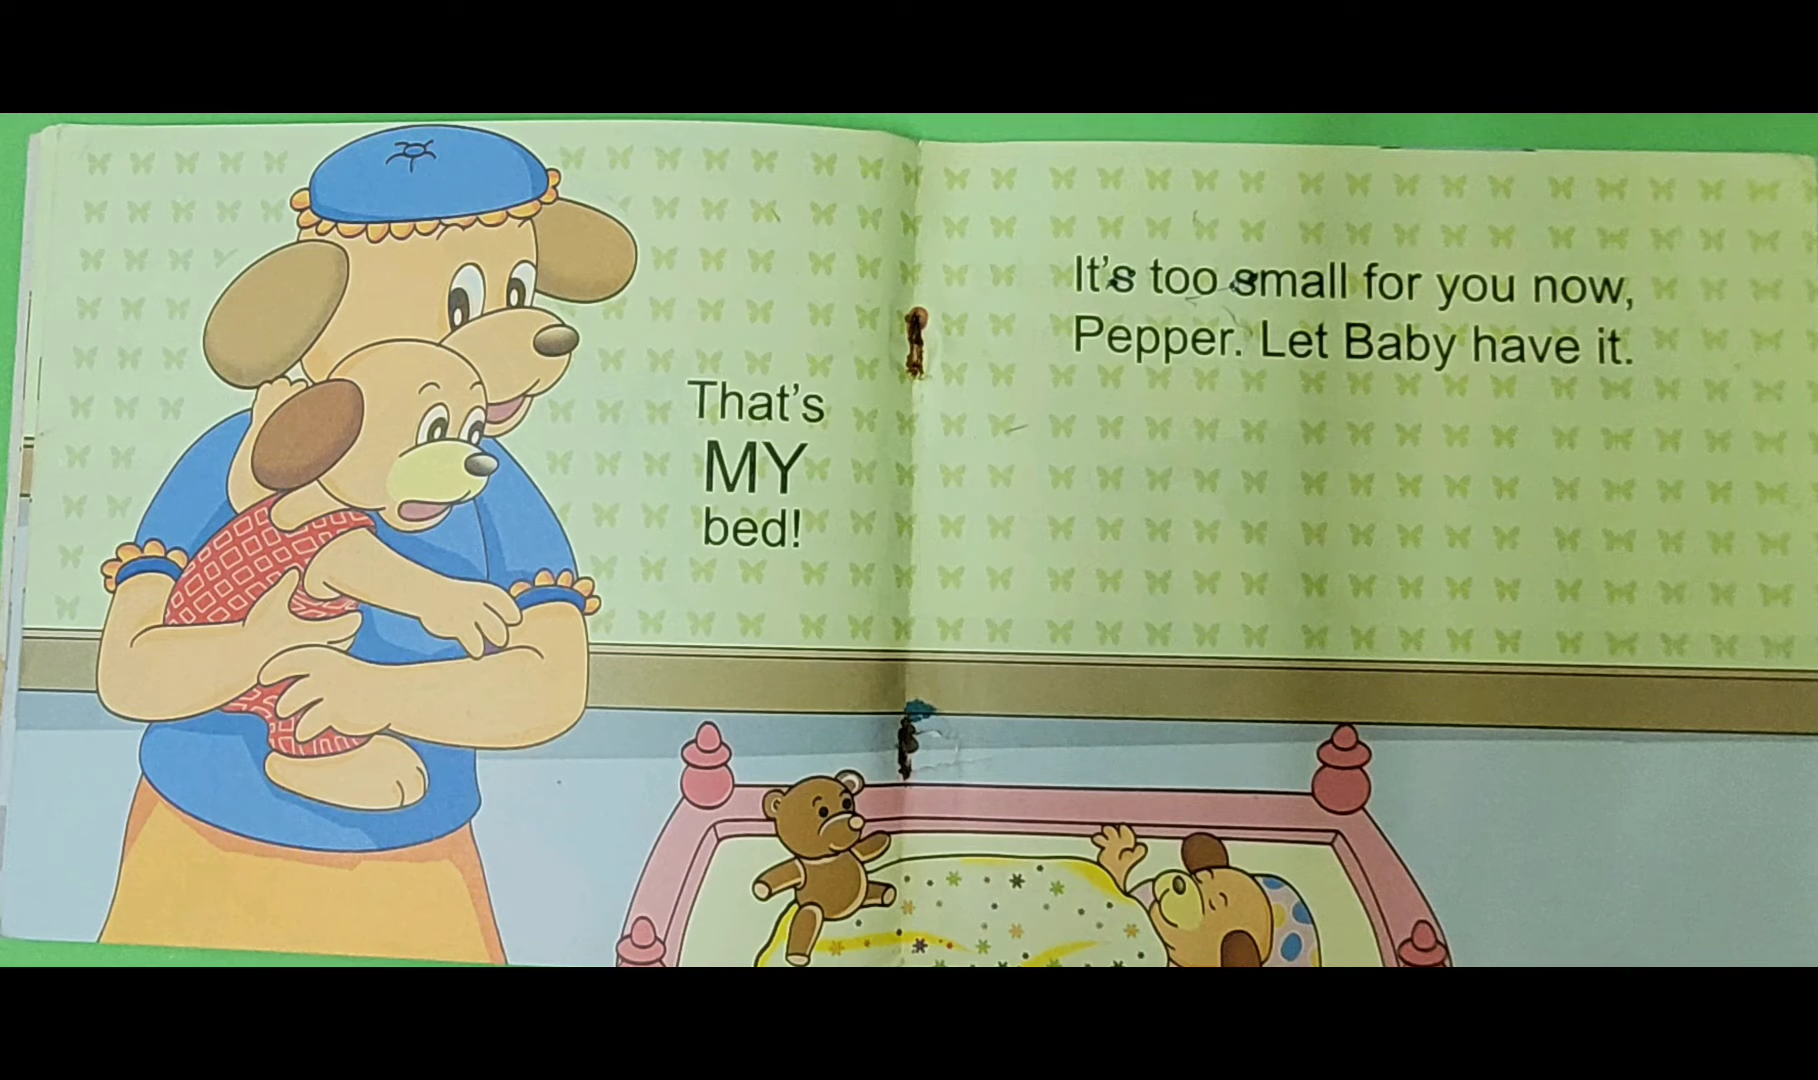 That's
MY
bed!
It's too small for you now,
Pepper. Let Baby have it.